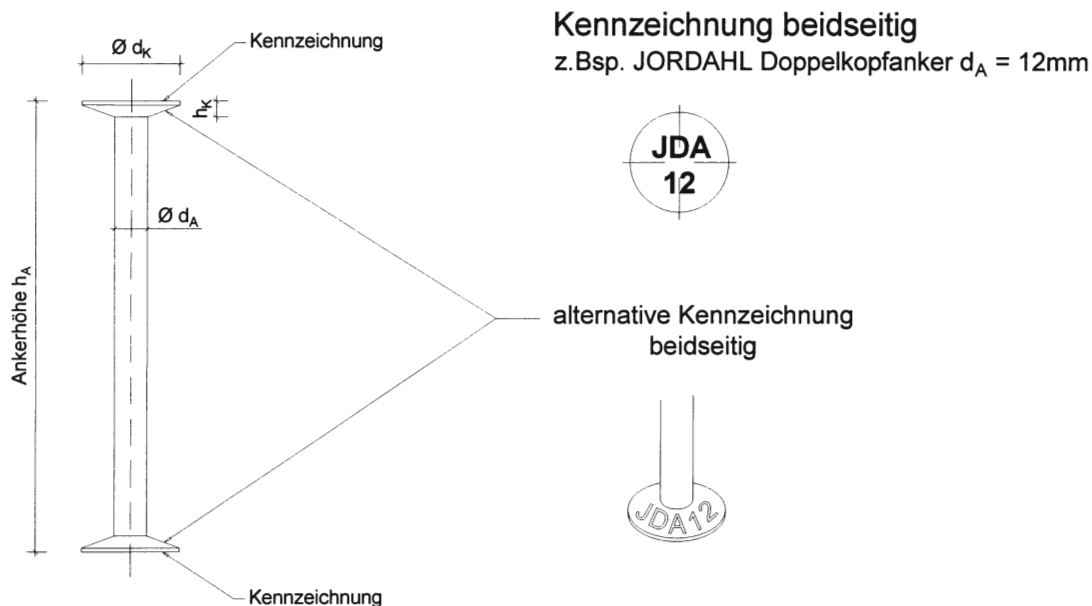 Kennzeichnung beidseitig
z.Bsp. JORDAHL Doppelkopfanker dA = 12mm
Ø dK
Kennzeichnung
hK
JDA
12
Ø dA
Ankerhöhe hA
alternative Kennzeichnung
beidseitig
JDA12
Kennzeichnung